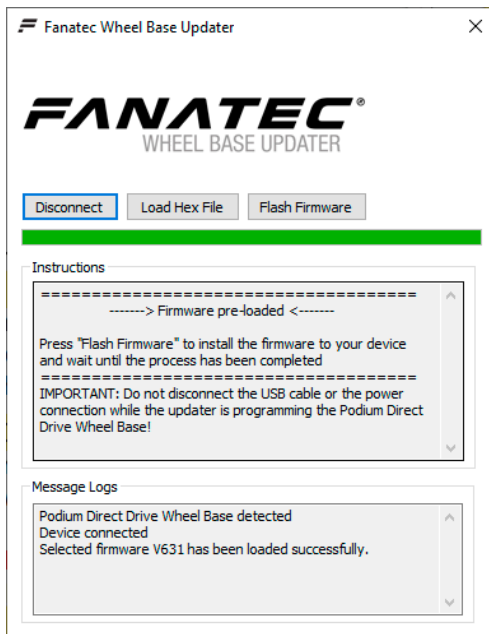 Fanatec Wheel Base Updater
FANATEC®
WHEEL BASE UPDATER
Disconnect Load Hex File Flash Firmware
Instructions
=====================================
-------> Firmware pre-loaded <-------
Press "Flash Firmware" to install the firmware to your device
and wait until the process has been completed
=====================================
IMPORTANT: Do not disconnect the USB cable or the power
connection while the updater is programming the Podium Direct
Drive Wheel Base!
Message Logs
Podium Direct Drive Wheel Base detected
Device connected
Selected firmware V631 has been loaded successfully.